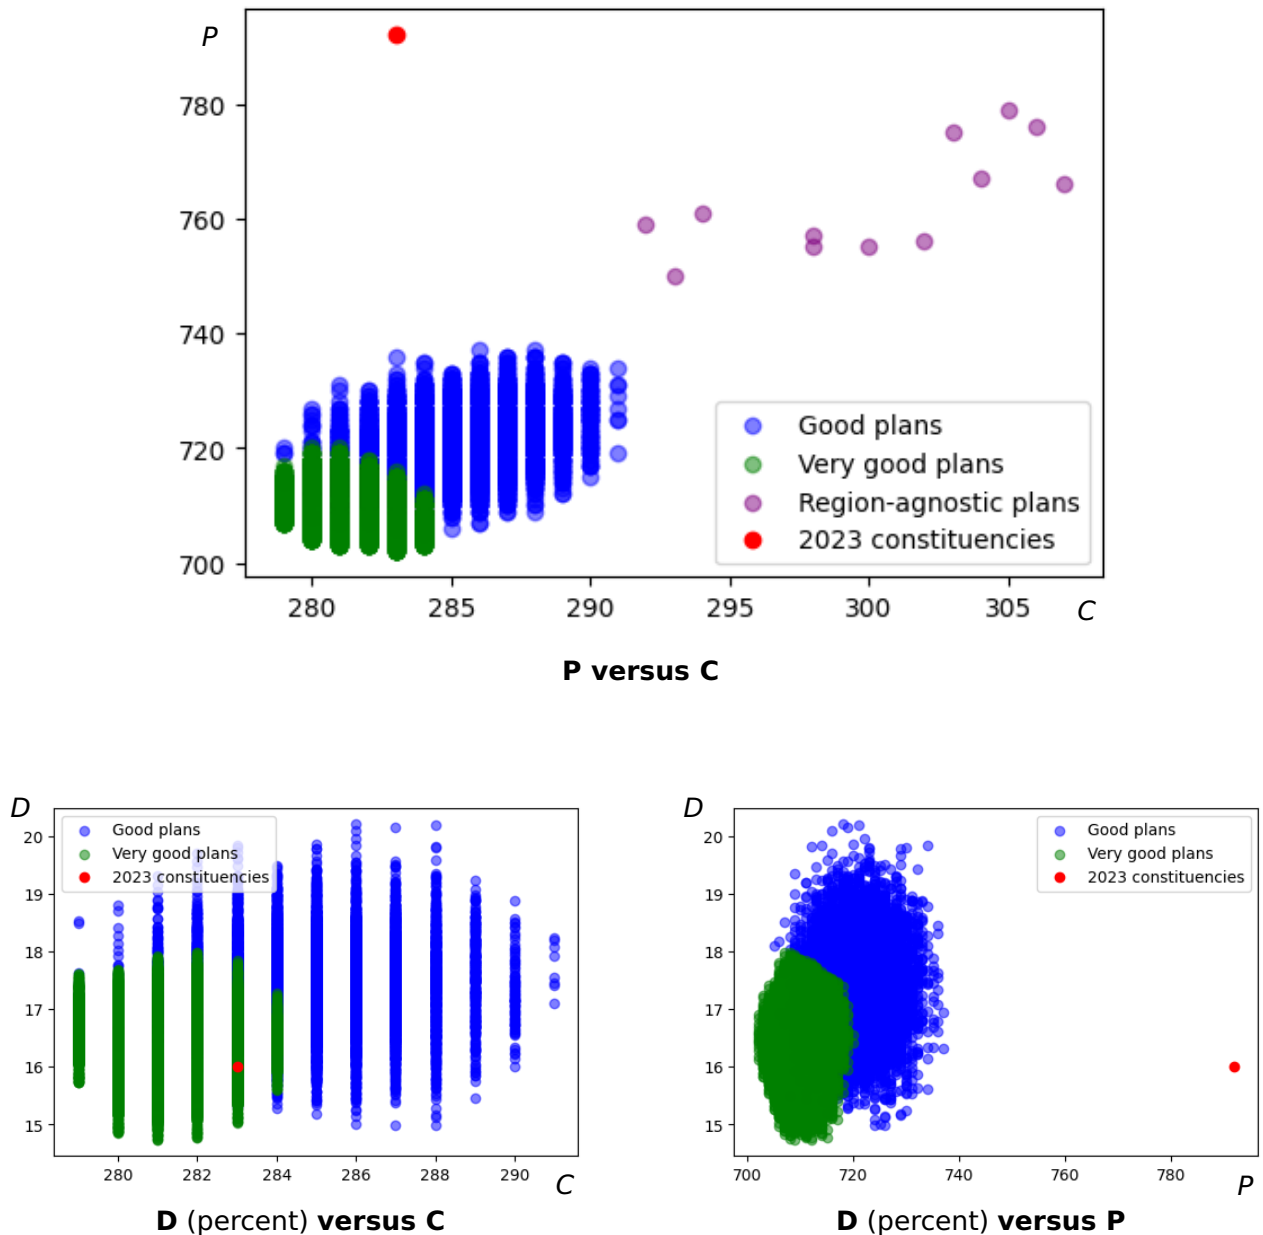 P
780
760
740
720
700
Good plans
Very good plans
Region-agnostic plans
2023 constituencies
280 285 290 295 300 305 C
P versus C
D
20
19
18
17
16
15
Good plans
Very good plans
2023 constituencies
280 282 284 286 288 290
C
D (percent) versus C
D
20
19
18
17
16
15
Good plans
Very good plans
2023 constituencies
700 720 740 760 780
P
D (percent) versus P